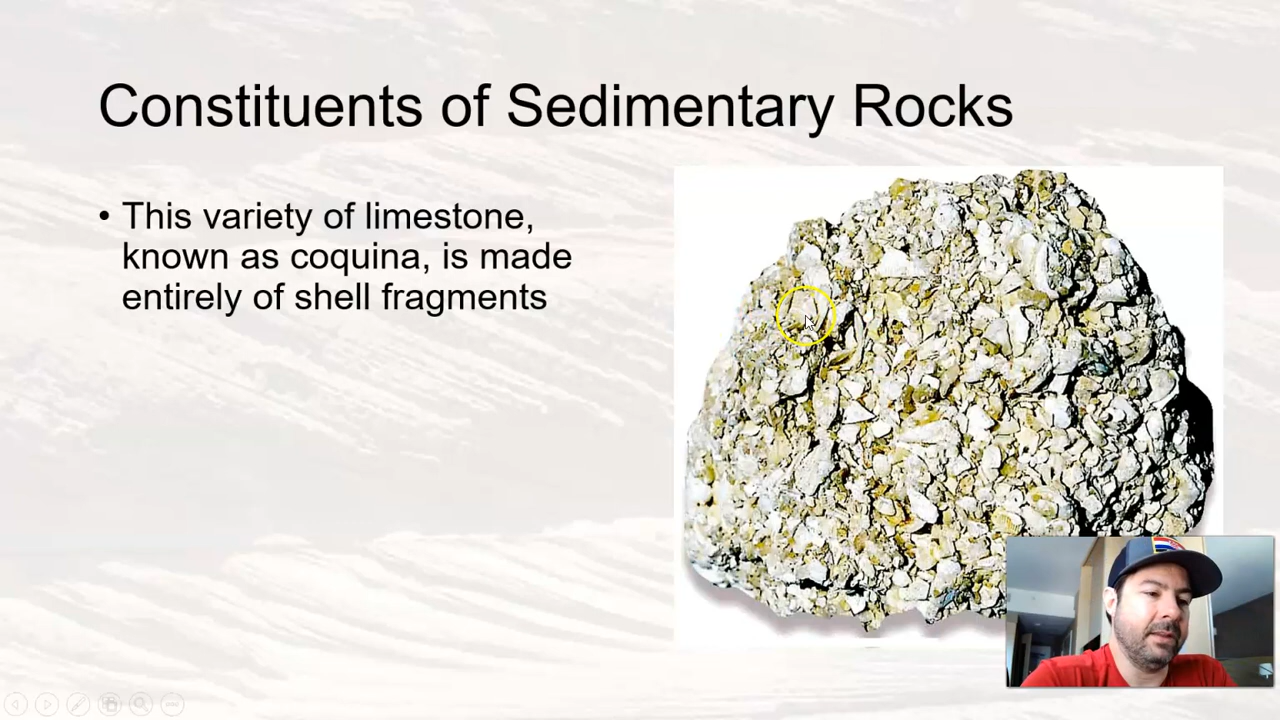 Constituents of Sedimentary Rocks
• This variety of limestone,
known as coquina, is made
entirely of shell fragments